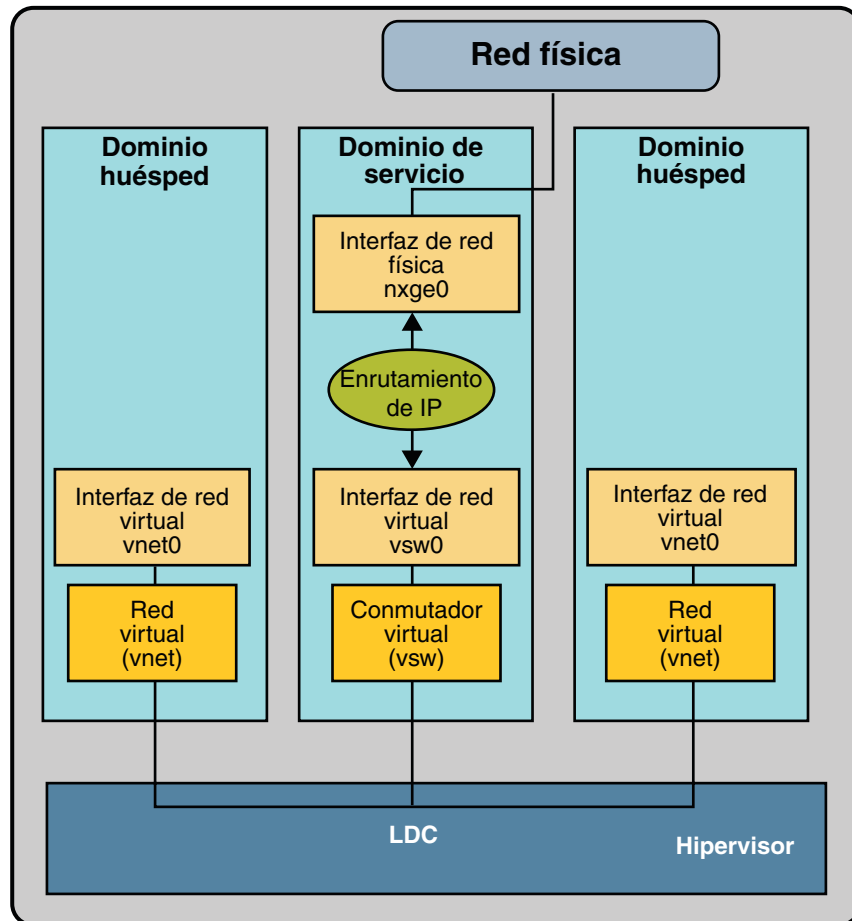 Red física
Dominio
huésped
Dominio de
servicio
Dominio
huésped
Interfaz de red
física
nxge0
Enrutamiento
de IP
Interfaz de red
virtual
vnet0
Interfaz de red
virtual
vsw0
Interfaz de red
virtual
vnet0
Red
virtual
(vnet)
Conmutador
virtual
(vsw)
Red
virtual
(vnet)
LDC
Hipervisor